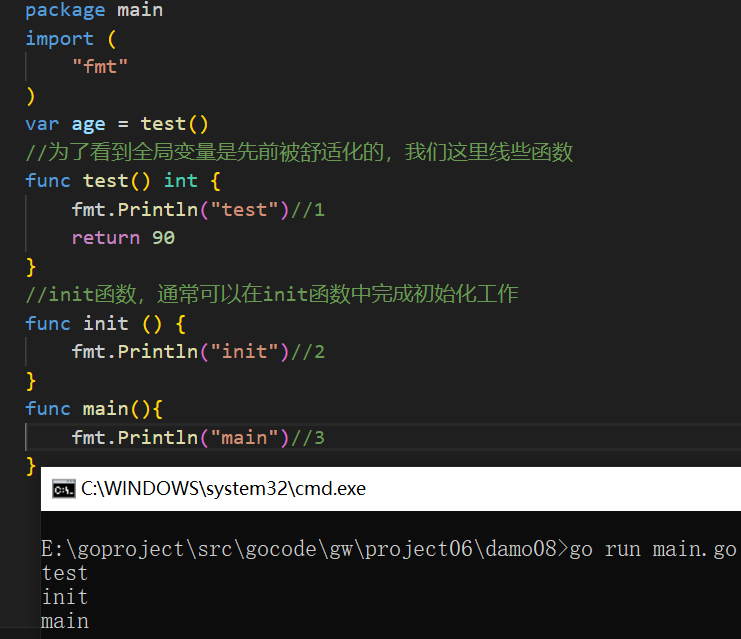 package main
import (
    "fmt"
)
var age = test()
//为了看到全局变量是先前被舒适化的，我们这里线些函数
func test() int {
    fmt.Println("test")//1
    return 90
}
//init函数，通常可以在init函数中完成初始化工作
func init () {
    fmt.Println("init")//2
}
func main(){
    fmt.Println("main")//3
}
C:\WINDOWS\system32\cmd.exe
E:\goproject\src\gocode\gw\project06\damo08>go run main.go
test
init
main